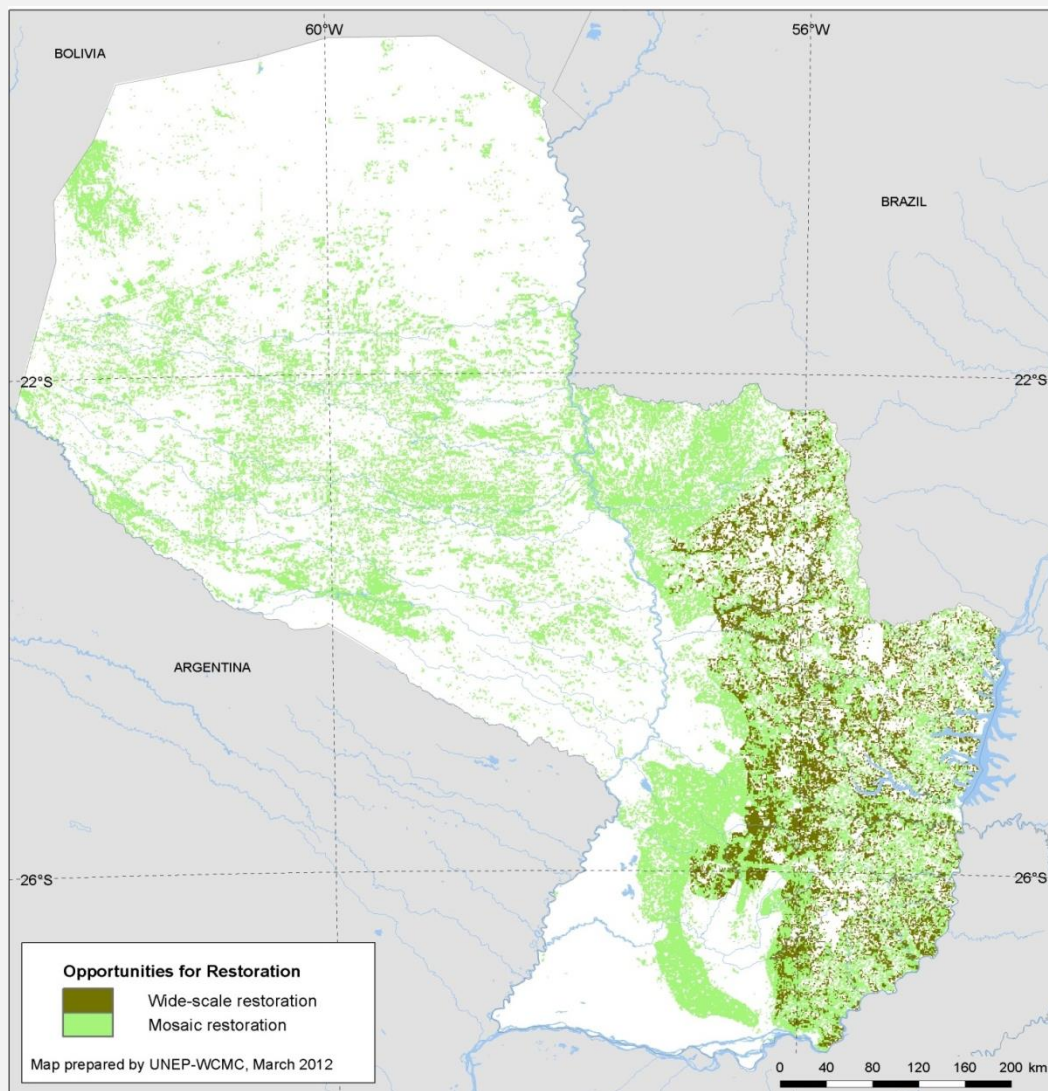 60°W
56°W
BOLIVIA
BRAZIL
22°S
22°S
ARGENTINA
26°S
26°S
Opportunities for Restoration
Wide-scale restoration
Mosaic restoration
Map prepared by UNEP-WCMC, March 2012
0 40 80 120 160 200 km